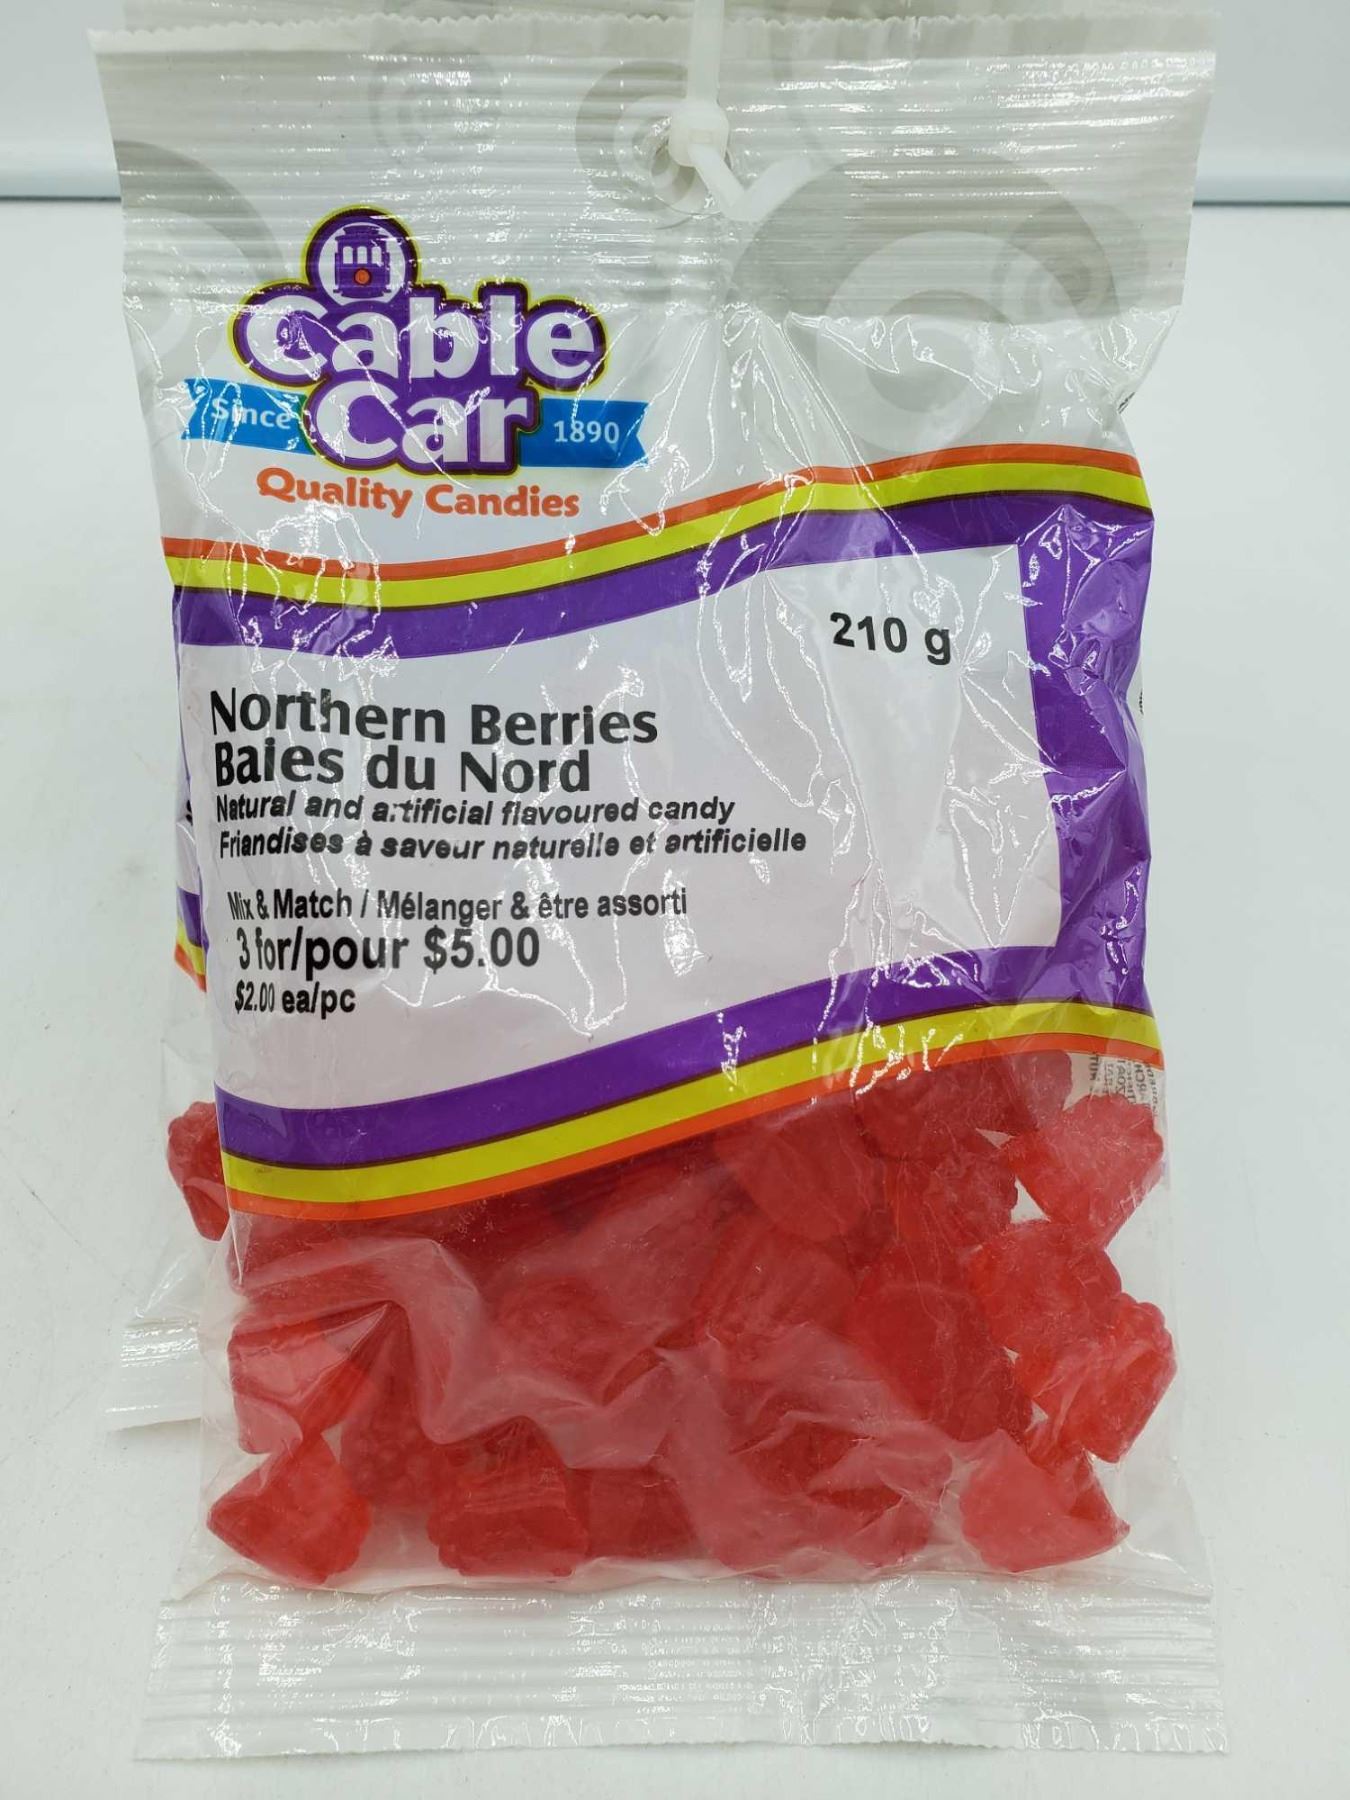 Cable
Since Car 1890
Quality Candies
210 g
Northern Berries
Baies du Nord
Natural and artificial flavoured candy
Friandises à saveur naturelle et artificielle
Mix & Match / Mélanger & être assorti
3 for/pour $5.00
$2.00 ea/pc